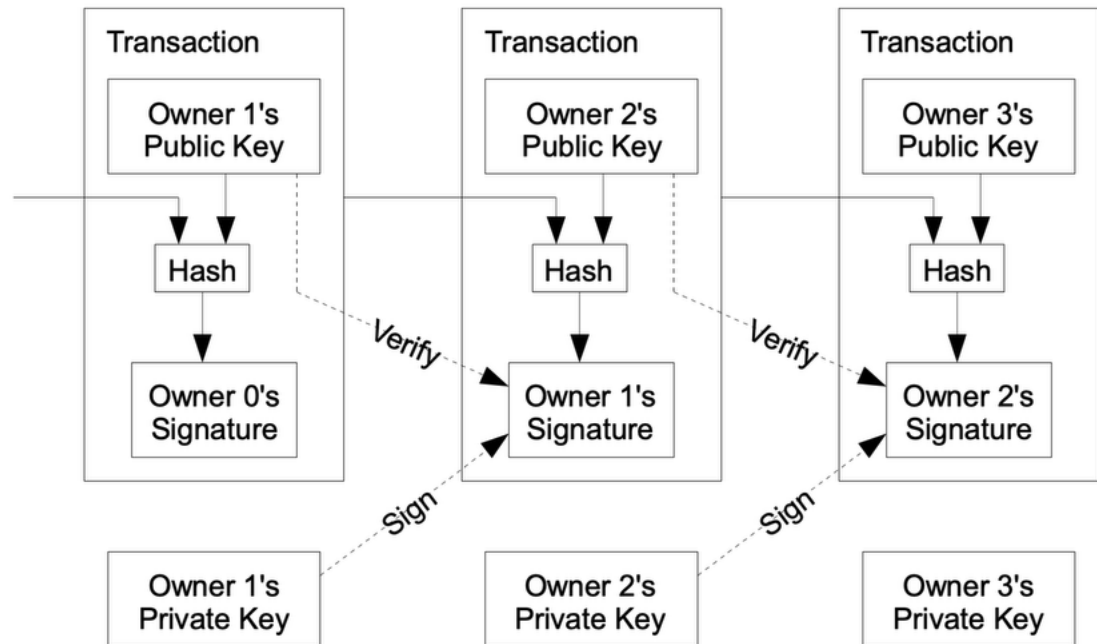 Transaction
Transaction
Transaction
Owner 1's
Public Key
Owner 2's
Public Key
Owner 3's
Public Key
Hash
Hash
Hash
Verify
Verify
Owner 0's
Signature
Owner 1's
Signature
Owner 2's
Signature
Sign
Sign
Owner 1's
Private Key
Owner 2's
Private Key
Owner 3's
Private Key